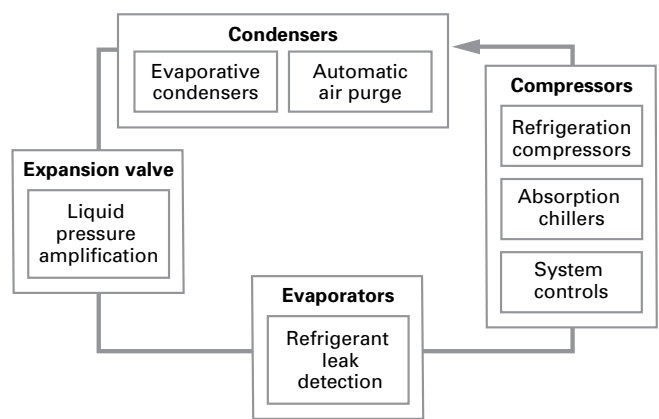 Condensers
Evaporative
condensers
Automatic
air purge
Compressors
Refrigeration
compressors
Absorption
chillers
System
controls
Expansion valve
Liquid
pressure
amplification
Evaporators
Refrigerant
leak
detection